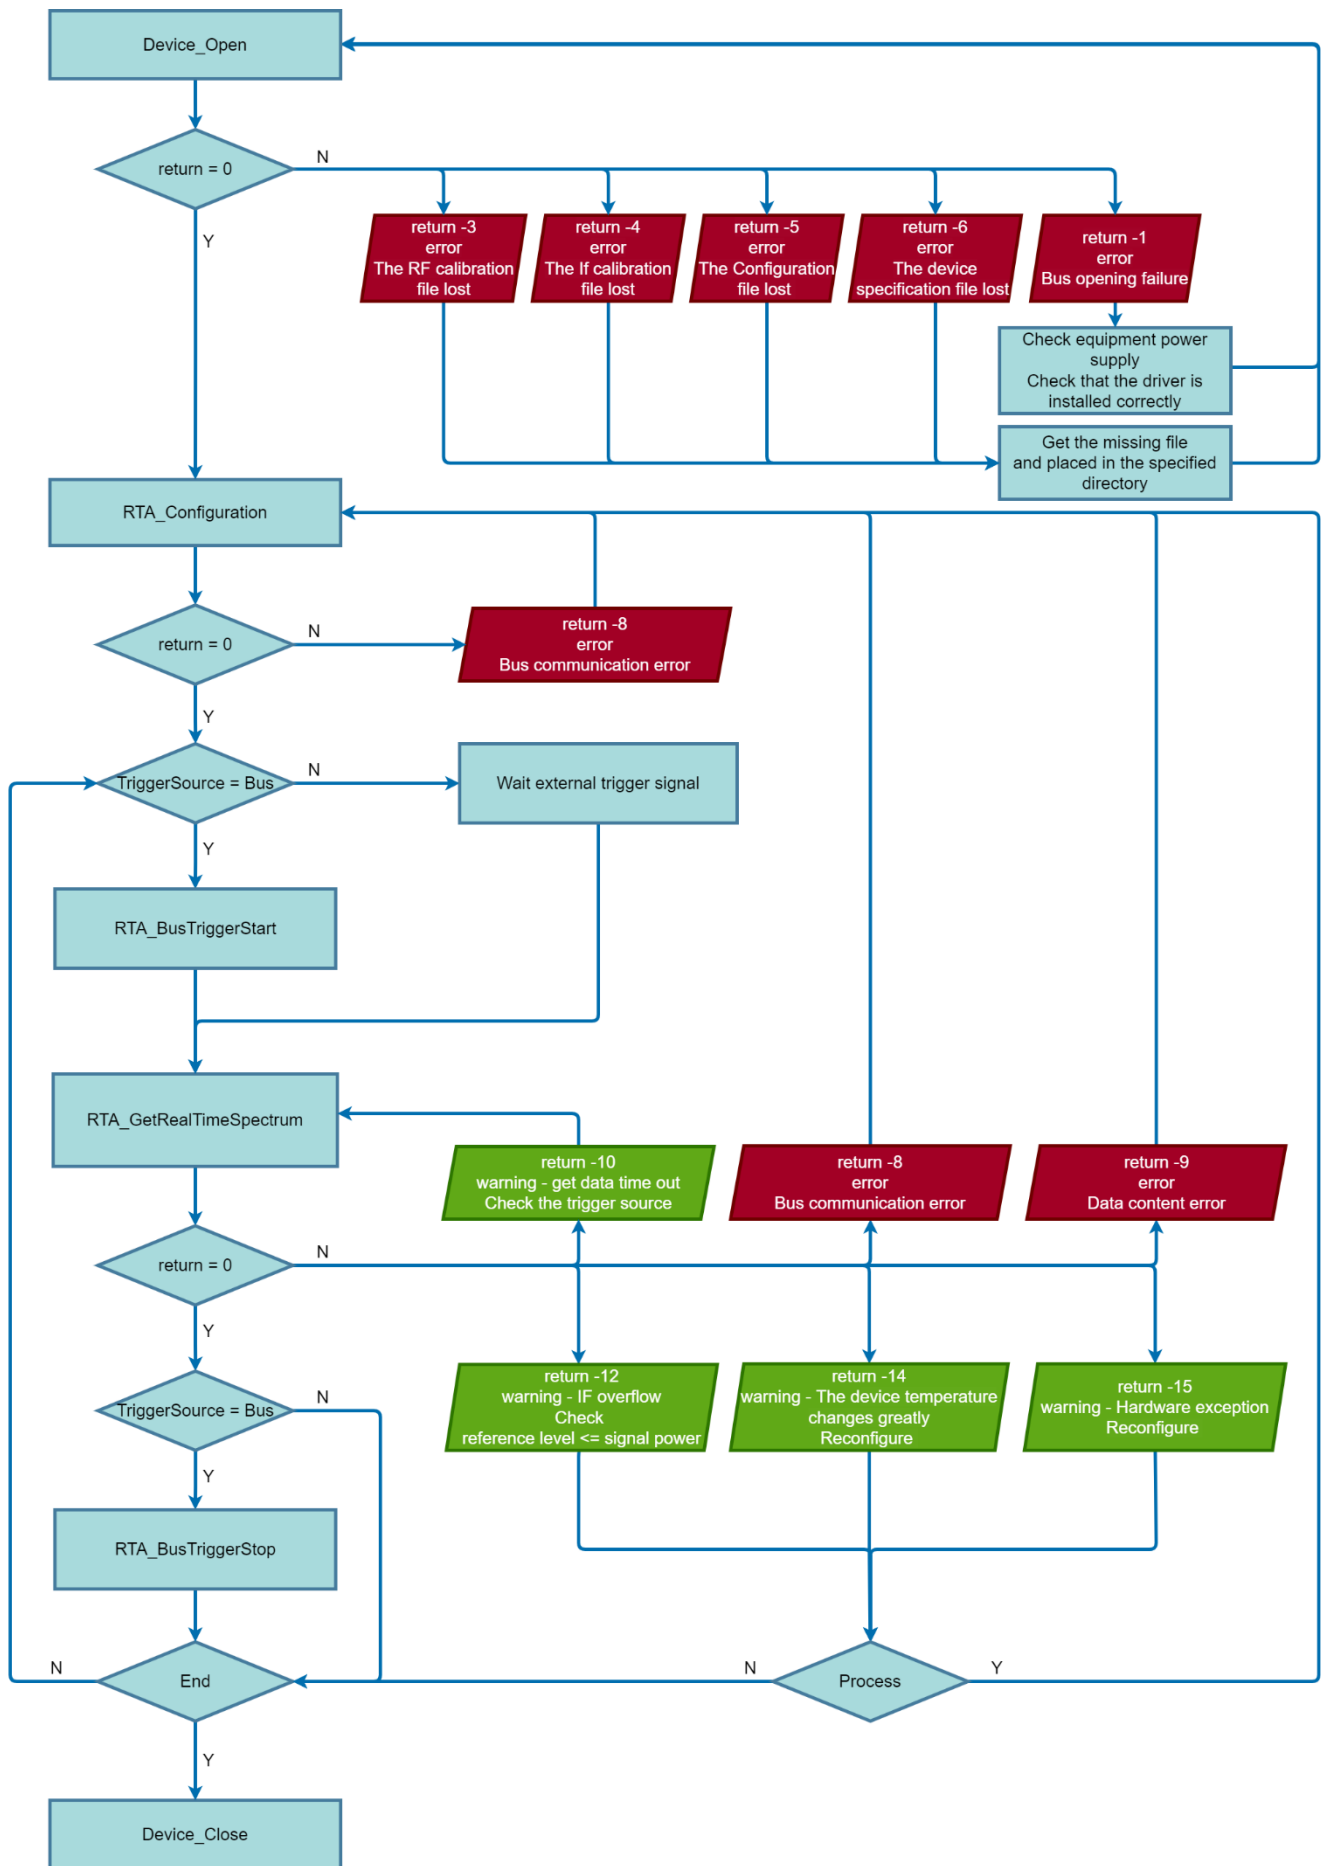 Device_Open
return = 0
N
Y
return -3
error
The RF calibration
file lost
return -4
error
The If calibration
file lost
return -5
error
The Configuration
file lost
return -6
error
The device
specification file lost
return -1
error
Bus opening failure
Check equipment power
supply
Check that the driver is
installed correctly
Get the missing file
and placed in the specified
directory
RTA_Configuration
return = 0
N
Y
return -8
error
Bus communication error
TriggerSource = Bus
N
Y
Wait external trigger signal
RTA_BusTriggerStart
RTA_GetRealTimeSpectrum
return -10
warning - get data time out
Check the trigger source
return -8
error
Bus communication error
return -9
error
Data content error
return = 0
N
Y
return -12
warning - IF overflow
Check
reference level <= signal power
return -14
warning - The device temperature
changes greatly
Reconfigure
return -15
warning - Hardware exception
Reconfigure
TriggerSource = Bus
N
Y
RTA_BusTriggerStop
N
End
N
Process
Y
Y
Device_Close